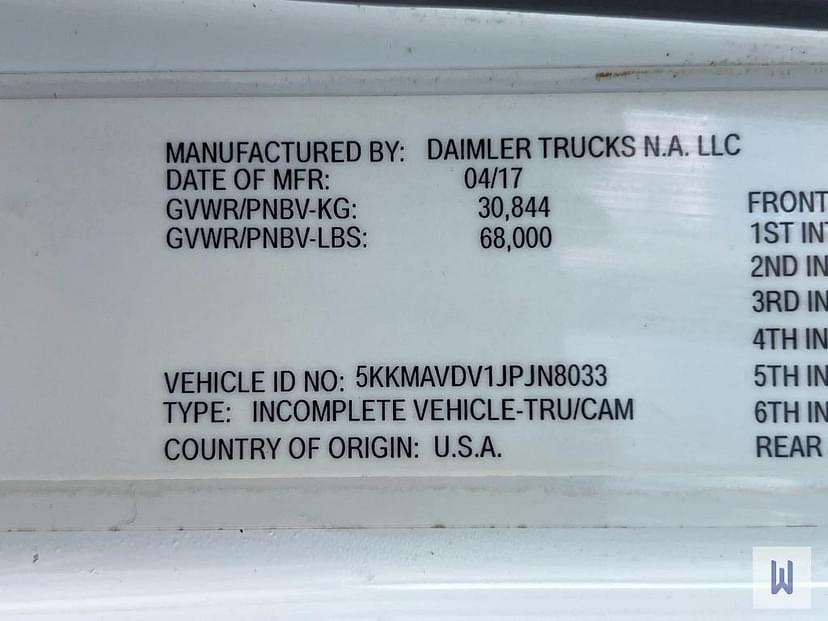 MANUFACTURED BY: DAIMLER TRUCKS N.A. LLC
DATE OF MFR: 04/17
GVWR/PNBV-KG: 30,844
GVWR/PNBV-LBS: 68,000
VEHICLE ID NO: 5KKMAVDV1JPJN8033
TYPE: INCOMPLETE VEHICLE-TRU/CAM
COUNTRY OF ORIGIN: U.S.A.
FRONT
1ST INT
2ND IN
3RD IN
4TH IN
5TH IN
6TH IN
REAR
W